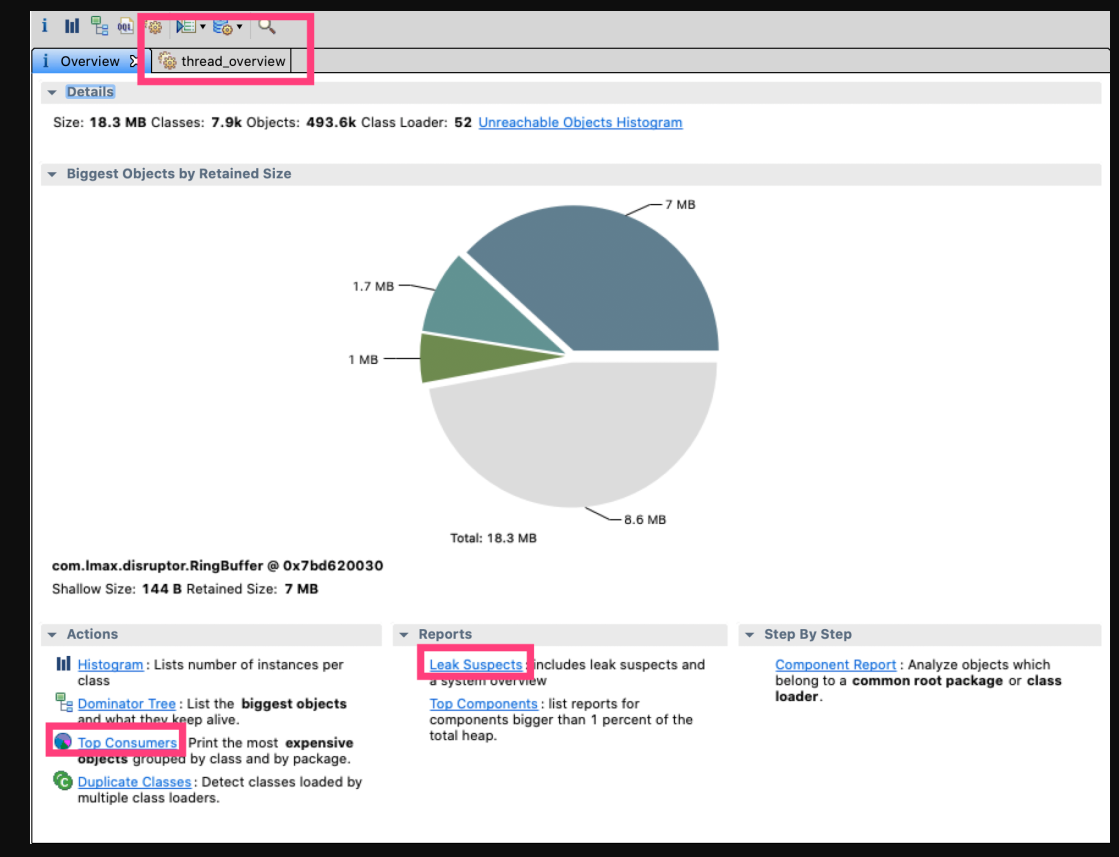 i OQL
i Overview thread_overview
Details
Size: 18.3 MB Classes: 7.9k Objects: 493.6k Class Loader: 52 Unreachable Objects Histogram
Biggest Objects by Retained Size
7 MB
1.7 MB
1 MB
8.6 MB
Total: 18.3 MB
com.lmax.disruptor.RingBuffer @ 0x7bd620030
Shallow Size: 144 B Retained Size: 7 MB
Actions
Histogram : Lists number of instances per
class
Dominator Tree : List the biggest objects
and what they keep alive.
Top Consumers Print the most expensive
objects grouped by class and by package.
C Duplicate Classes : Detect classes loaded by
multiple class loaders.
Reports
Leak Suspects : includes leak suspects and
a system overview
Top Components : list reports for
components bigger than 1 percent of the
total heap.
Step By Step
Component Report : Analyze objects which
belong to a common root package or class
loader.